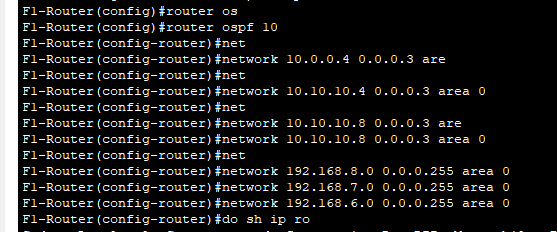 F1-Router(config)#router os
F1-Router(config)#router ospf 10
F1-Router(config-router)#net
F1-Router(config-router)#network 10.0.0.4 0.0.0.3 are
F1-Router(config-router)#net
F1-Router(config-router)#network 10.10.10.4 0.0.0.3 area 0
F1-Router(config-router)#net
F1-Router(config-router)#network 10.10.10.8 0.0.0.3 are
F1-Router(config-router)#network 10.10.10.8 0.0.0.3 area 0
F1-Router(config-router)#net
F1-Router(config-router)#network 192.168.8.0 0.0.0.255 area 0
F1-Router(config-router)#network 192.168.7.0 0.0.0.255 area 0
F1-Router(config-router)#network 192.168.6.0 0.0.0.255 area 0
F1-Router(config-router)#do sh ip ro